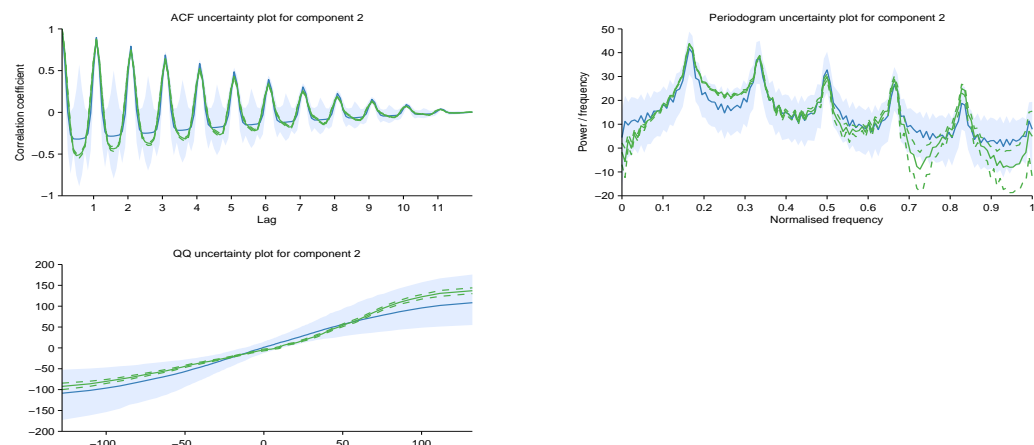 ACF uncertainty plot for component 2
1
0.5
0
−0.5
−1
Correlation coefficient
1 2 3 4 5 6 7 8 9 10 11
Lag
Periodogram uncertainty plot for component 2
50
40
30
20
10
0
−10
−20
Power / frequency
0 0.1 0.2 0.3 0.4 0.5 0.6 0.7 0.8 0.9 1
Normalised frequency
QQ uncertainty plot for component 2
200
150
100
50
0
−50
−100
−150
−200
−100 −50 0 50 100